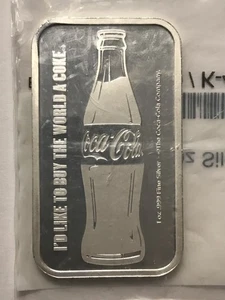 I'D LIKE TO BUY THE WORLD A COKE.
Coca-Cola
1 oz .999 Fine Silver - ©The Coca-Cola Company